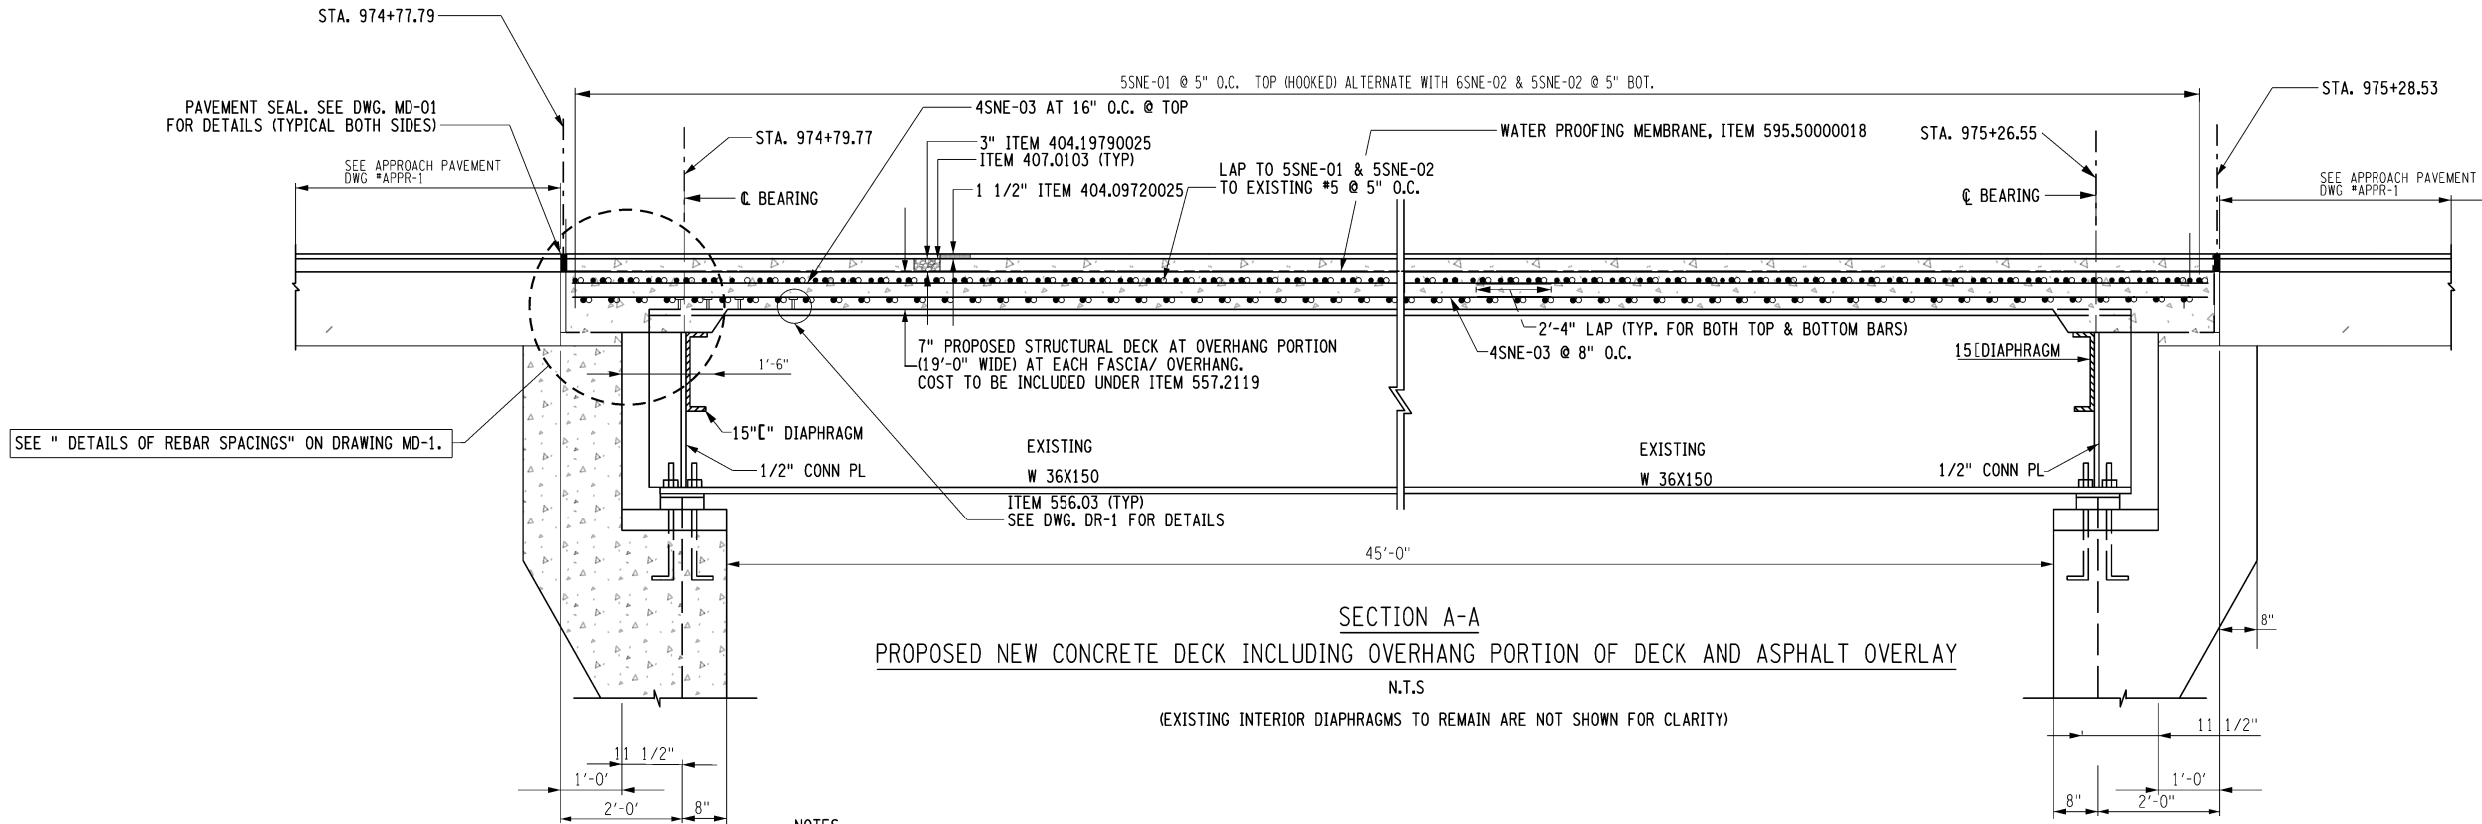 STA. 974+77.79
5SNE-01 @ 5" O.C. TOP (HOOKED) ALTERNATE WITH 6SNE-02 & 5SNE-02 @ 5" BOT.
STA. 975+28.53
PAVEMENT SEAL. SEE DWG. MD-01
FOR DETAILS (TYPICAL BOTH SIDES)
4SNE-03 AT 16" O.C. @ TOP
STA. 974+79.77
3" ITEM 404.19790025
ITEM 407.0103 (TYP)
WATER PROOFING MEMBRANE, ITEM 595.50000018
STA. 975+26.55
SEE APPROACH PAVEMENT
DWG #APPR-1
LAP TO 5SNE-01 & 5SNE-02
TO EXISTING #5 @ 5" O.C.
1 1/2" ITEM 404.09720025
℄ BEARING
℄ BEARING
SEE APPROACH PAVEMENT
DWG #APPR-1
2'-4" LAP (TYP. FOR BOTH TOP & BOTTOM BARS)
4SNE-03 @ 8" O.C.
7" PROPOSED STRUCTURAL DECK AT OVERHANG PORTION
(19'-0" WIDE) AT EACH FASCIA/ OVERHANG.
COST TO BE INCLUDED UNDER ITEM 557.2119
1'-6"
15[DIAPHRAGM
SEE " DETAILS OF REBAR SPACINGS" ON DRAWING MD-1.
15"[" DIAPHRAGM
EXISTING
W 36X150
EXISTING
W 36X150
1/2" CONN PL
1/2" CONN PL
ITEM 556.03 (TYP)
SEE DWG. DR-1 FOR DETAILS
45'-0"
SECTION A-A
PROPOSED NEW CONCRETE DECK INCLUDING OVERHANG PORTION OF DECK AND ASPHALT OVERLAY
N.T.S
(EXISTING INTERIOR DIAPHRAGMS TO REMAIN ARE NOT SHOWN FOR CLARITY)
8"
11 1/2"
11 1/2"
1'-0'
1'-0"
2'-0'
8"
8"
2'-0"
NOTES